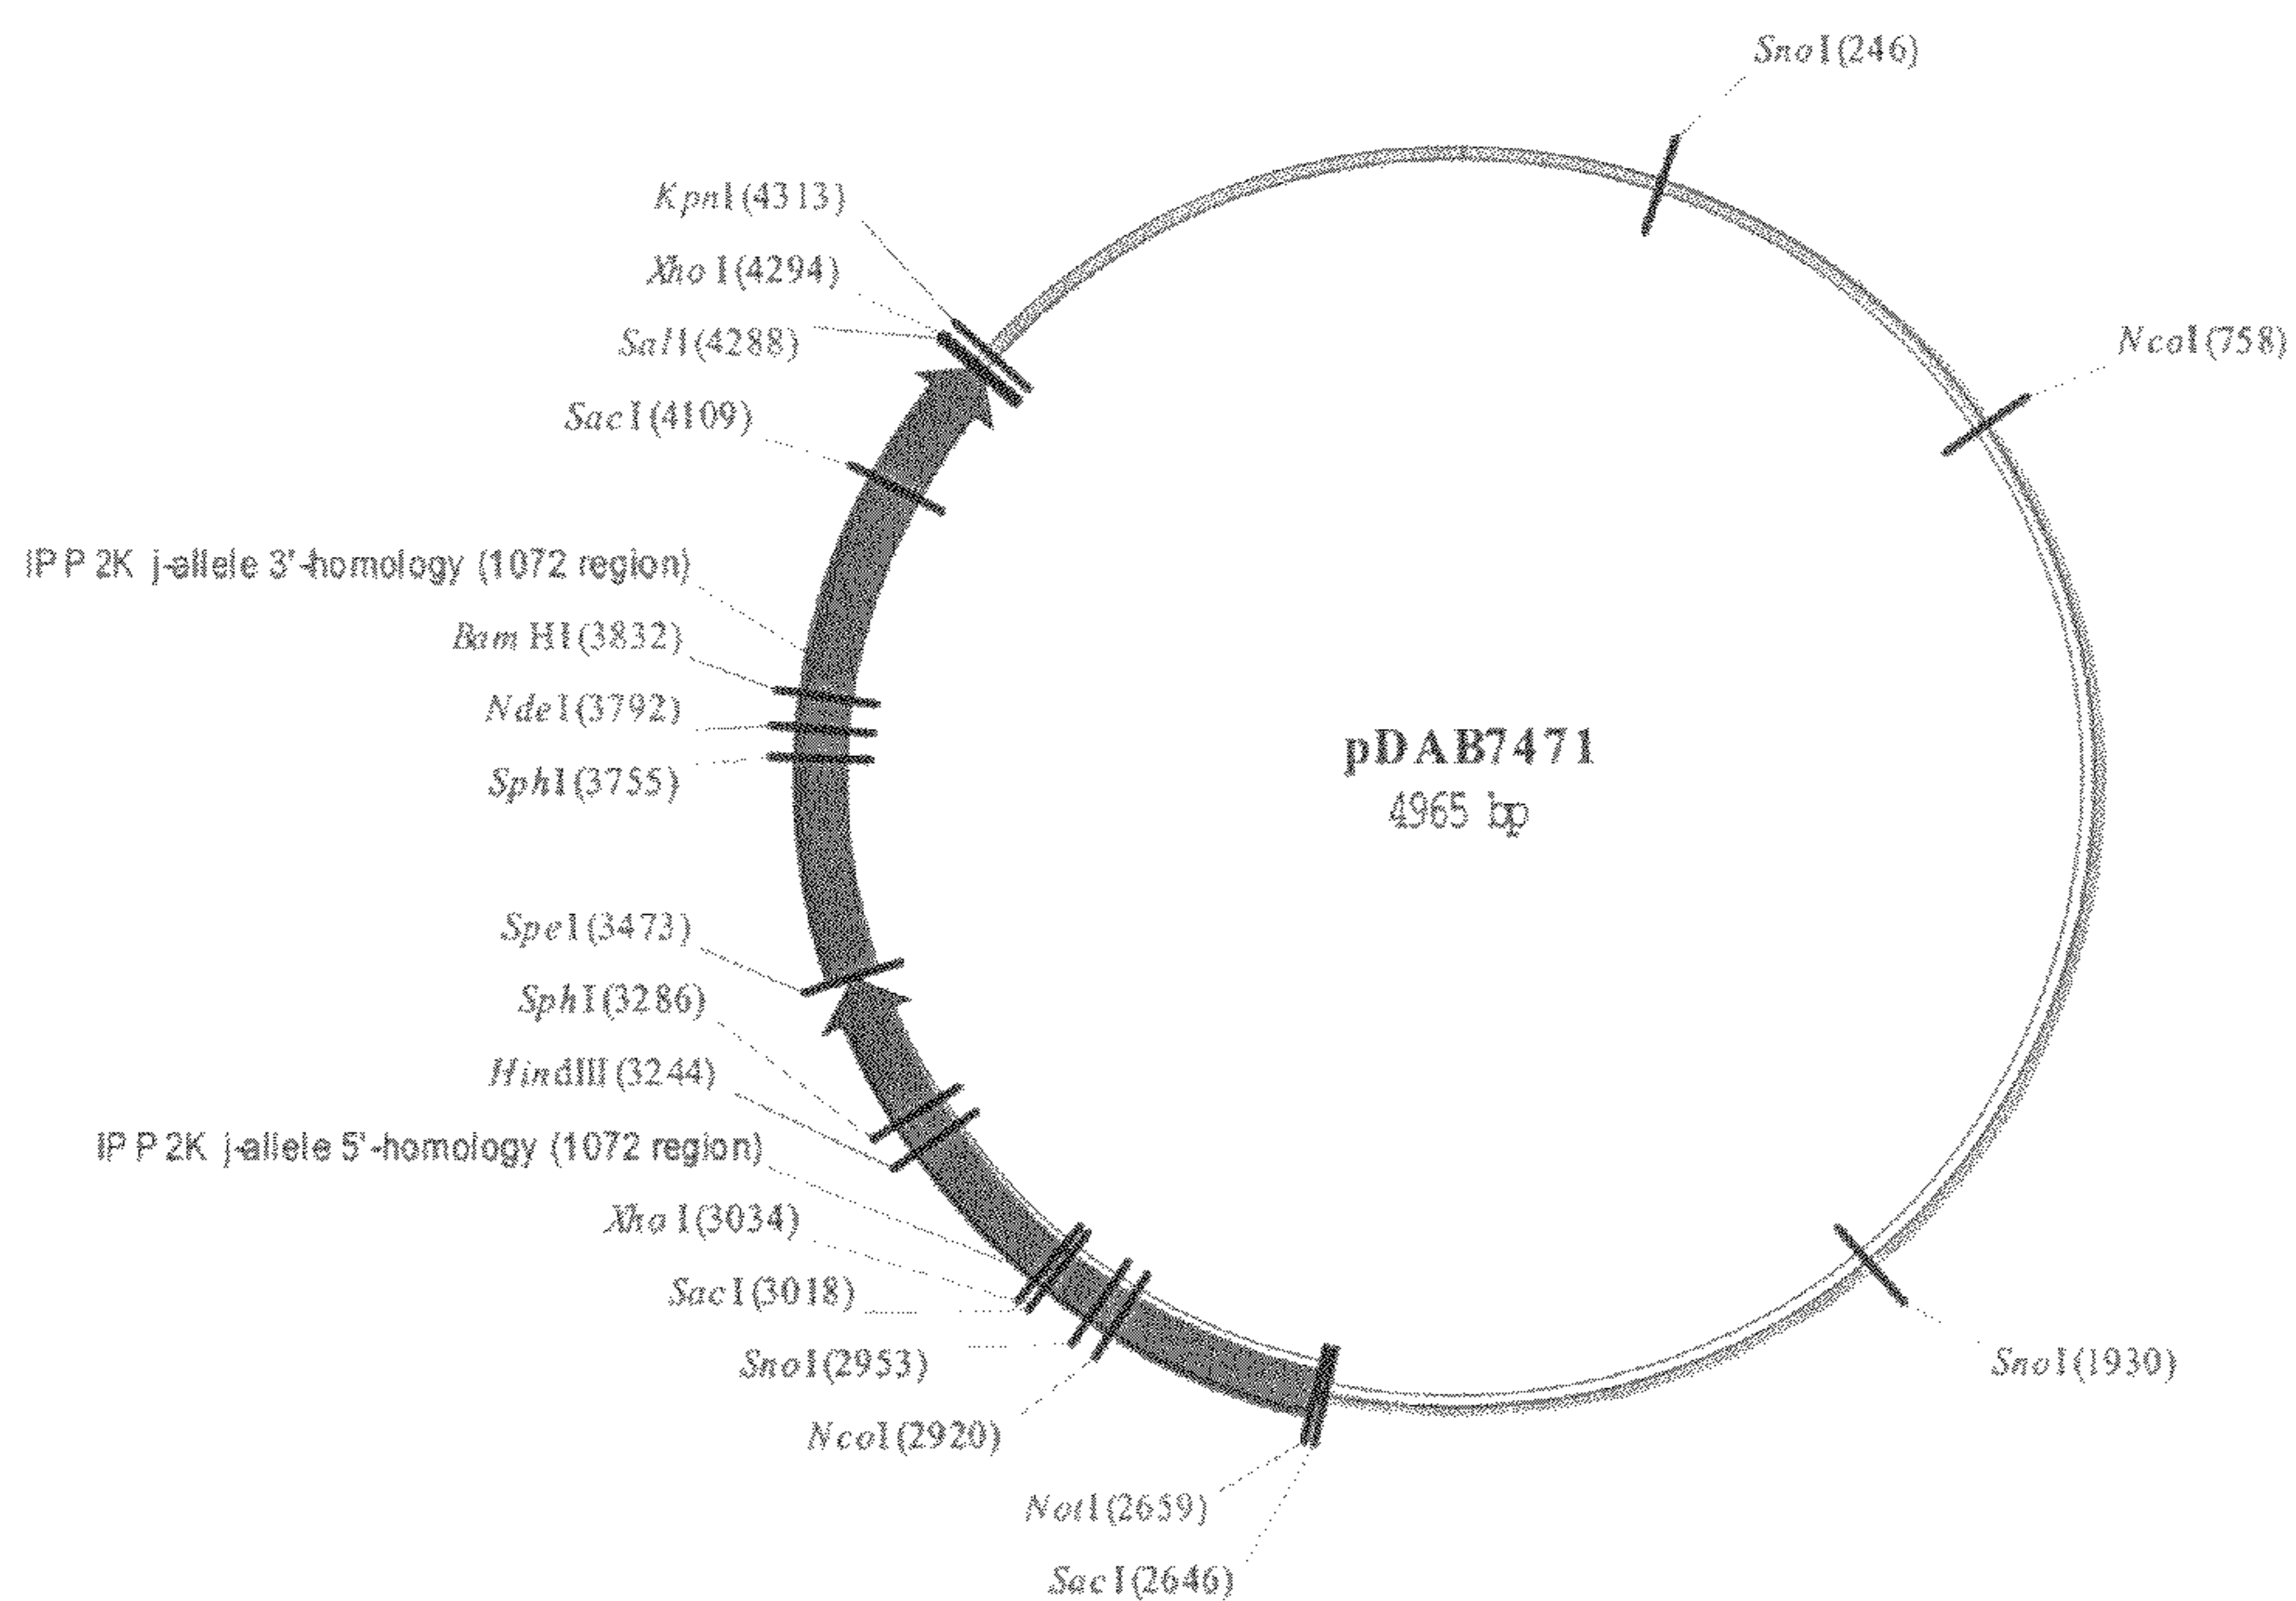 SnoI(246)
KpnI(4313)
XhoI(4294)
NcoI(758)
SalI(4288)
SacI(4109)
IPP2K j-allele 3'-homology (1072 region)
BamHI(3832)
NdeI(3792)
SphI(3755)
pDAB7471
4965 bp
SpeI(3473)
SphI(3286)
HindIII(3244)
IPP2K j-allele 5'-homology (1072 region)
XhoI(3034)
SacI(3018)
SnoI(2953)
SnoI(1930)
NcoI(2920)
NotI(2659)
SacI(2646)